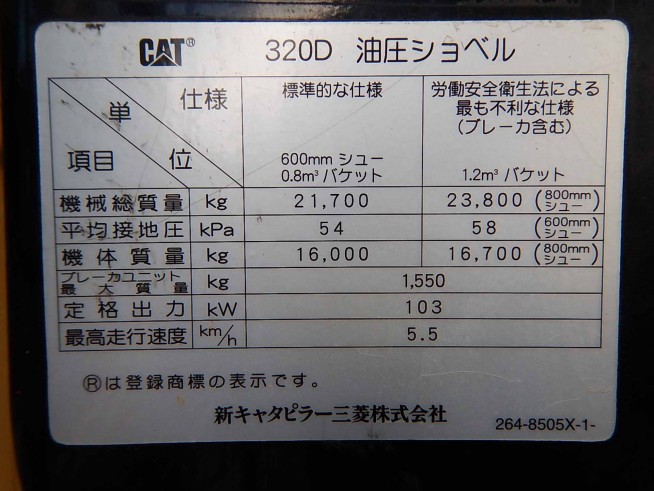 CAT® 320D 油圧ショベル
仕様
単
項目 位
標準的な仕様
600mm シュー
0.8m³ バケット
労働安全衛生法による
最も不利な仕様
(ブレーカ含む)
1.2m³ バケット
機械総質量 kg 21,700 23,800 (800mm シュー)
平均接地圧 kPa 54 58 (600mm シュー)
機体質量 kg 16,000 16,700 (800mm シュー)
ブレーカユニット
最大質量 kg 1,550
定格出力 kW 103
最高走行速度 km/h 5.5
Ⓡは登録商標の表示です。
新キャタピラー三菱株式会社
264-8505X-1-